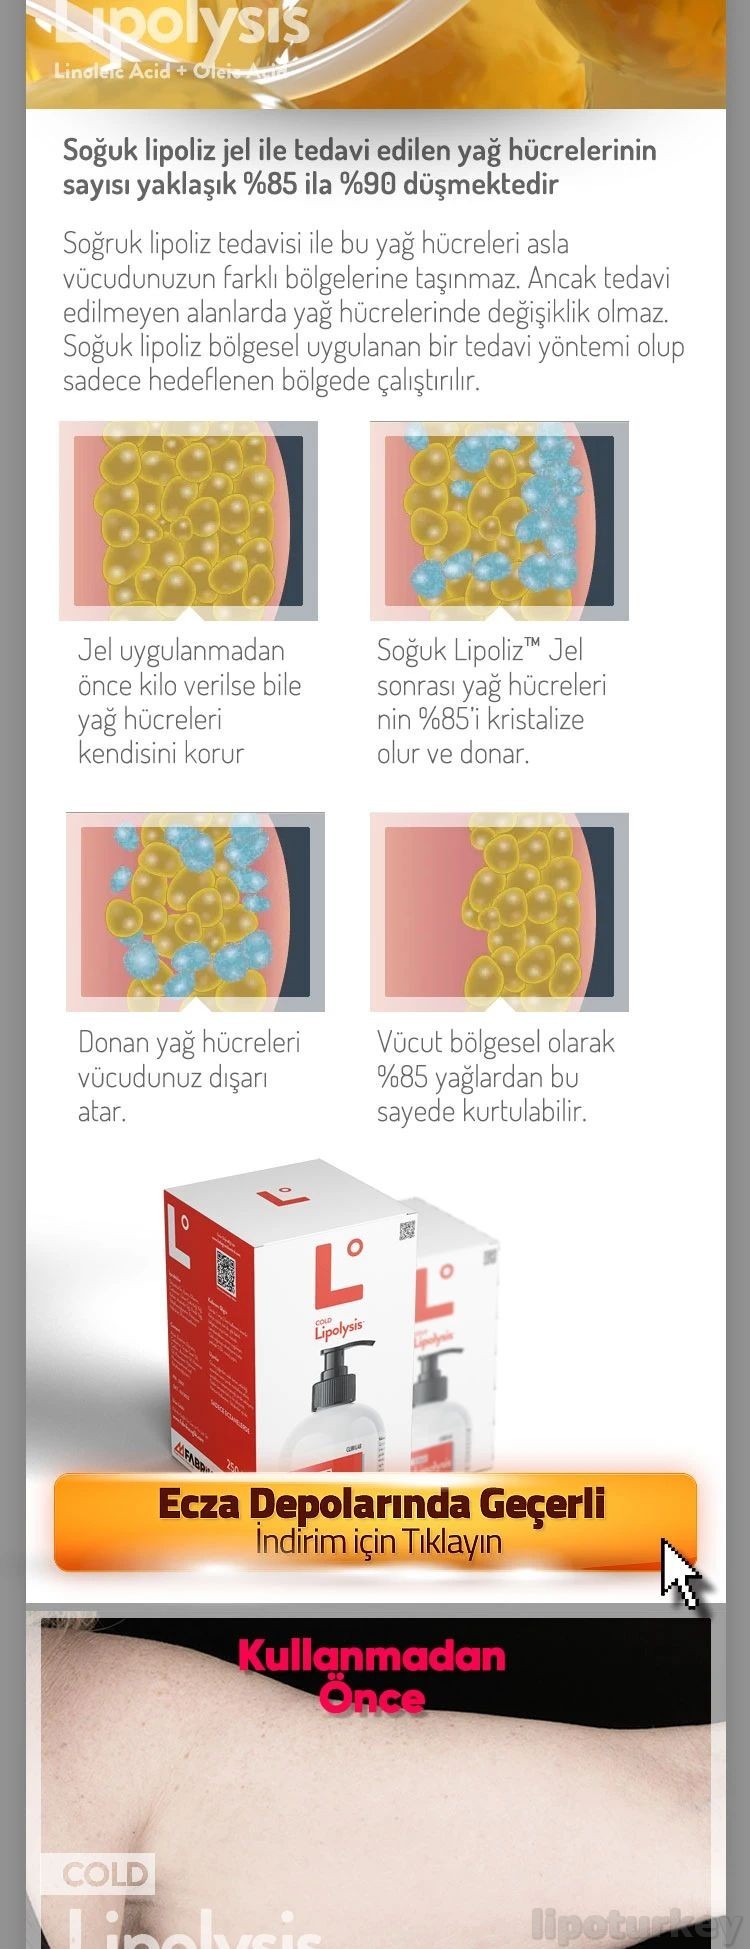 Lipolysis
Linoleic Acid + Oleic Acid
Soğuk lipoliz jel ile tedavi edilen yağ hücrelerinin
sayısı yaklaşık %85 ila %90 düşmektedir
Soğruk lipoliz tedavisi ile bu yağ hücreleri asla
vücudunuzun farklı bölgelerine taşınmaz. Ancak tedavi
edilmeyen alanlarda yağ hücrelerinde değişiklik olmaz.
Soğuk lipoliz bölgesel uygulanan bir tedavi yöntemi olup
sadece hedeflenen bölgede çalıştırılır.
Jel uygulanmadan
önce kilo verilse bile
yağ hücreleri
kendisini korur
Soğuk Lipoliz™ Jel
sonrası yağ hücreleri
nin %85'i kristalize
olur ve donar.
Donan yağ hücreleri
vücudunuz dışarı
atar.
Vücut bölgesel olarak
%85 yağlardan bu
sayede kurtulabilir.
L°
L°
L°
COLD
Lipolysis
L°
Lipolysis
Ecza Depolarında Geçerli
İndirim için Tıklayın
Kullanmadan
Önce
COLD
Lipolysis
lipoturkey